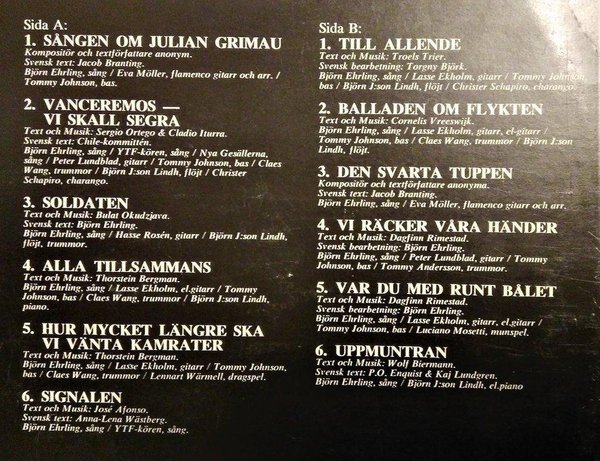 Sida A:
1. SÅNGEN OM JULIAN GRIMAU
Kompositör och textförfattare anonym.
Svensk text: Jacob Branting.
Björn Ehrling, sång / Eva Möller, flamenco gitarr och arr. /
Tommy Johnson, bas.
2. VANCEREMOS —
VI SKALL SEGRA
Text och Musik: Sergio Ortego & Cladio Iturra.
Svensk text: Chile-kommittén.
Björn Ehrling, sång / YTF-kören, sång / Nya Gesällerna,
sång / Peter Lundblad, gitarr / Tommy Johnson, bas / Claes
Wang, trummor / Björn J:son Lindh, flöjt / Christer
Schapiro, charango.
3. SOLDATEN
Text och Musik: Bulat Okudzjava.
Svensk text: Björn Ehrling.
Björn Ehrling, sång / Hasse Rosén, gitarr / Björn J:son Lindh,
flöjt, trummor.
4. ALLA TILLSAMMANS
Text och Musik: Thorstein Bergman.
Björn Ehrling, sång / Lasse Ekholm, el.gitarr / Tommy
Johnson, bas / Claes Wang, trummor / Björn J:son Lindh,
piano.
5. HUR MYCKET LÄNGRE SKA
VI VÄNTA KAMRATER
Text och Musik: Thorstein Bergman.
Björn Ehrling, sång / Lasse Ekholm, gitarr / Tommy Johnson,
bas / Claes Wang, trummor / Lennart Wärmell, dragspel.
6. SIGNALEN
Text och Musik: José Afonso.
Svensk text: Anna-Lena Wästberg.
Björn Ehrling, sång / YTF-kören, sång.
Sida B:
1. TILL ALLENDE
Text och Musik: Troels Trier.
Svensk bearbetning: Torgny Björk.
Björn Ehrling, sång / Lasse Ekholm, gitarr / Tommy Johnson,
bas / Björn J:son Lindh, flöjt / Christer Schapiro, charango.
2. BALLADEN OM FLYKTEN
Text och Musik: Cornelis Vreeswijk.
Björn Ehrling, sång / Lasse Ekholm, gitarr, el-gitarr /
Tommy Johnson, bas / Claes Wang, trummor / Björn J:son
Lindh, flöjt.
3. DEN SVARTA TUPPEN
Kompositör och textförfattare anonyma.
Svensk text: Jacob Branting.
Björn Ehrling, sång / Eva Möller, flamenco gitarr och arr.
4. VI RÄCKER VÅRA HÄNDER
Text och Musik: Dagfinn Rimestad.
Svensk bearbetning: Björn Ehrling.
Björn Ehrling, sång / Peter Lundblad, gitarr / Tommy
Johnson, bas / Tommy Andersson, trummor.
5. VAR DU MED RUNT BÅLET
Text och Musik: Dagfinn Rimestad.
Svensk bearbetning: Björn Ehrling.
Björn Ehrling, sång / Lasse Ekholm, gitarr, el.gitarr /
Tommy Johnson, bas / Luciano Mosetti, munspel.
6. UPPMUNTRAN
Text och Musik: Wolf Biermann.
Svensk text: P.O. Enquist & Kaj Lundgren.
Björn Ehrling, sång / Björn J:son Lindh, el.piano